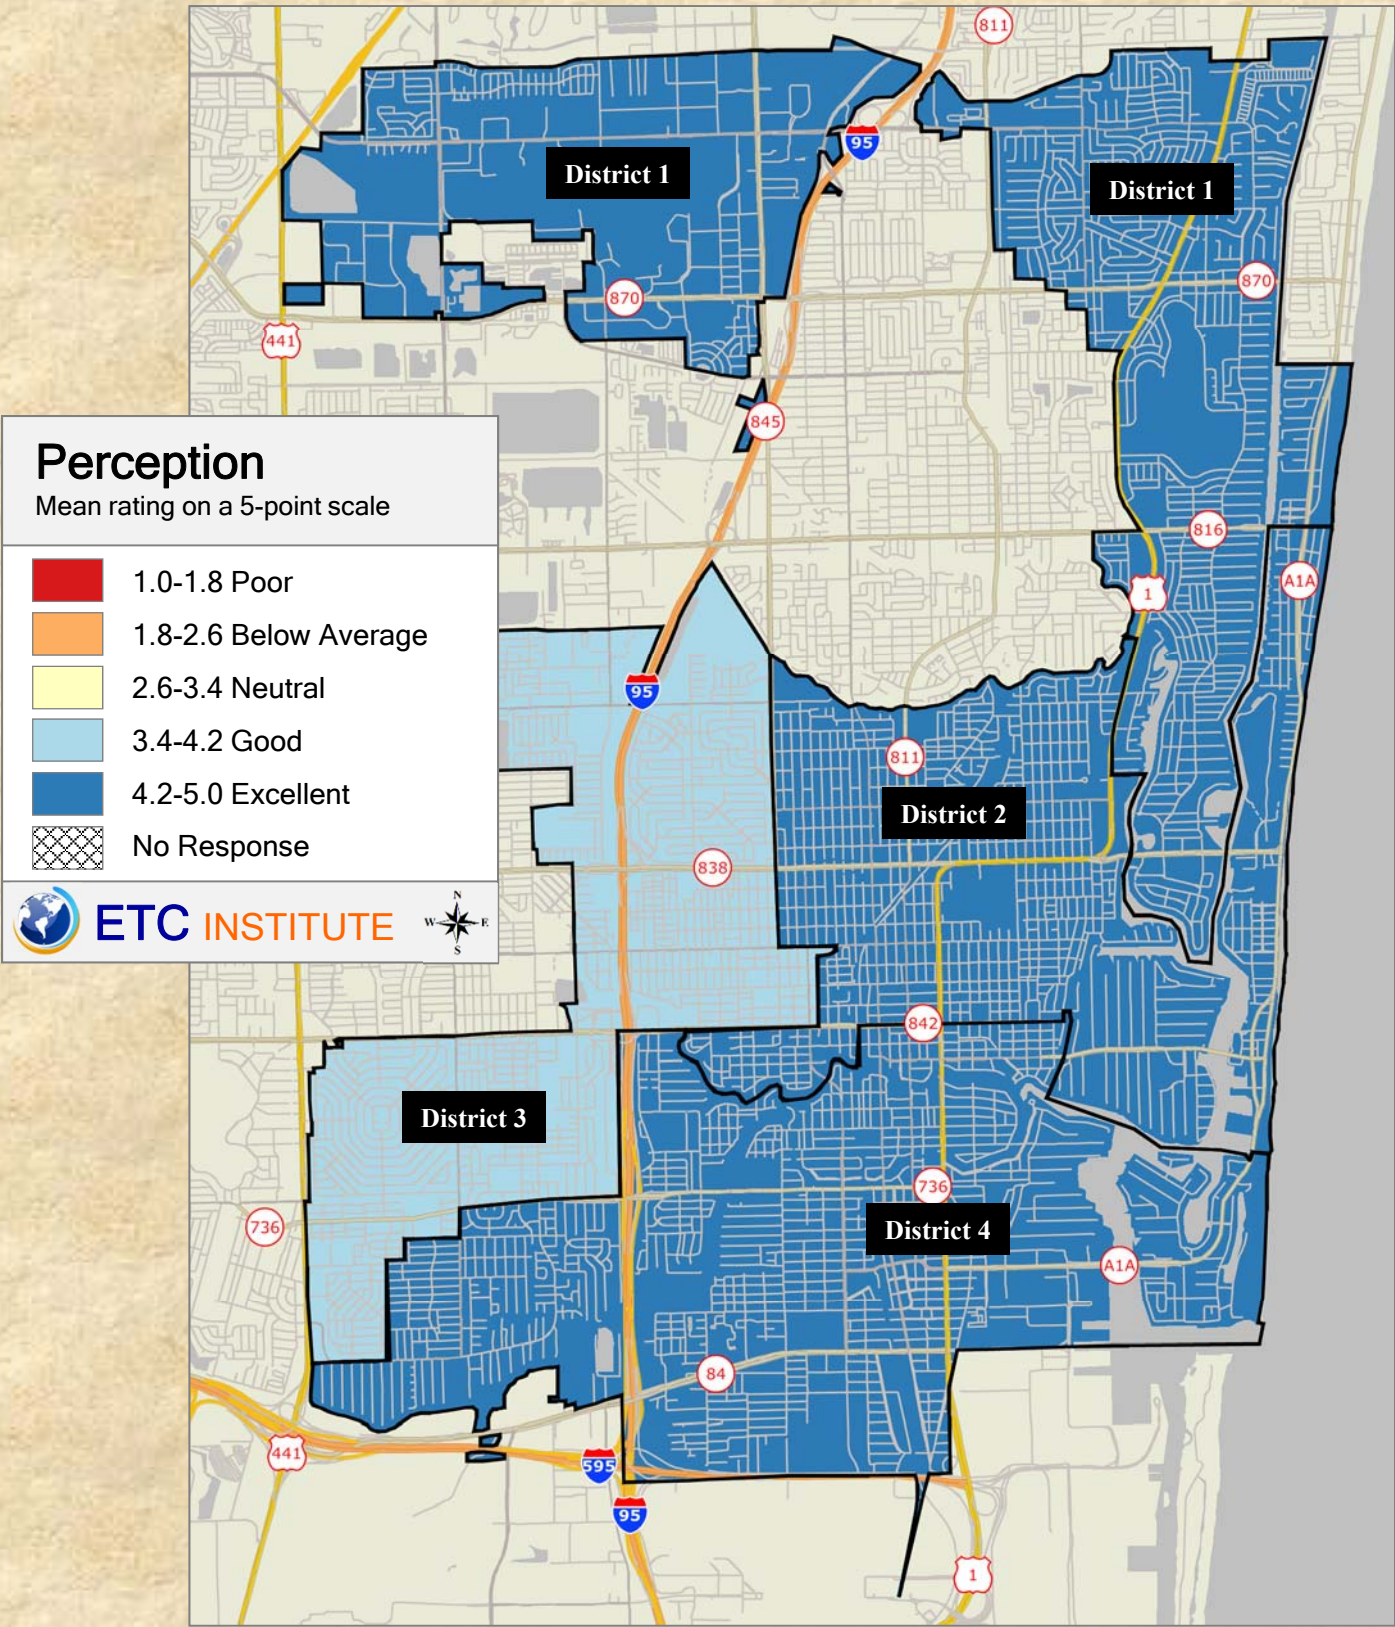 811
95
District 1
District 1
870
870
441
845
Perception
Mean rating on a 5-point scale
1.0-1.8 Poor
1.8-2.6 Below Average
2.6-3.4 Neutral
3.4-4.2 Good
4.2-5.0 Excellent
No Response
ETC INSTITUTE
N
W
E
S
816
A1A
1
95
811
District 2
838
842
District 3
736
736
District 4
A1A
84
441
595
95
1